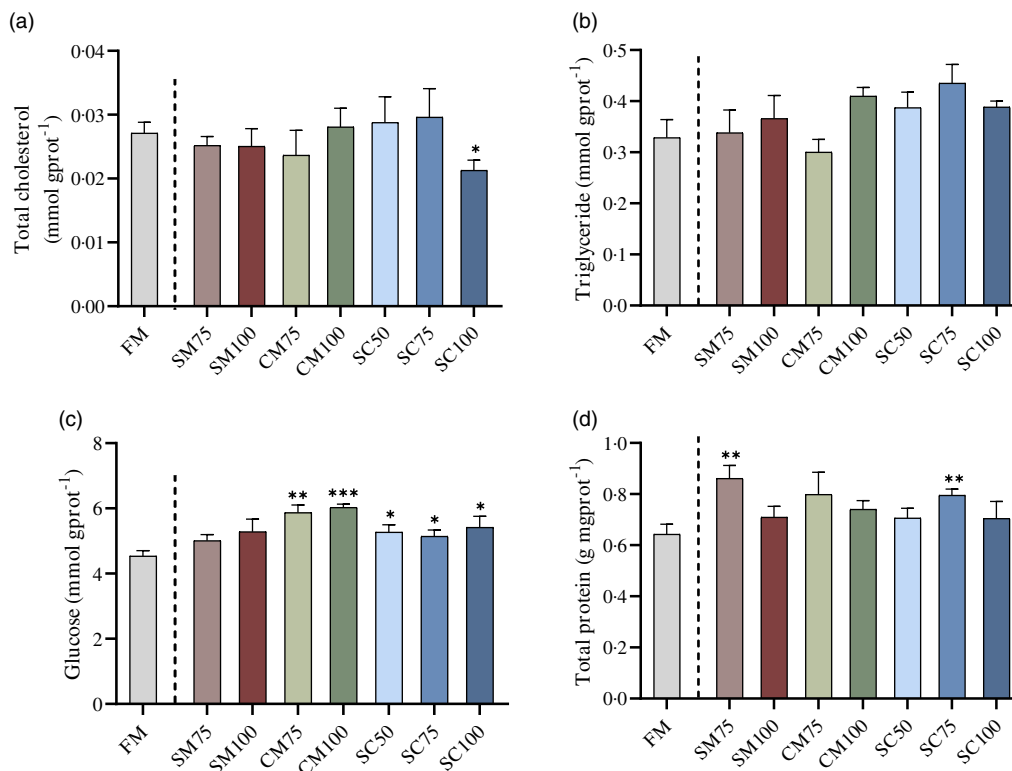 (a)
Total cholesterol
(mmol gprot⁻¹)
0·04
0·03
0·02
0·01
0·00
*
FM
SM75
SM100
CM75
CM100
SC50
SC75
SC100
(b)
Triglyceride (mmol gprot⁻¹)
0·5
0·4
0·3
0·2
0·1
0·0
FM
SM75
SM100
CM75
CM100
SC50
SC75
SC100
(c)
Glucose (mmol gprot⁻¹)
8
6
4
2
0
**
***
*
*
*
FM
SM75
SM100
CM75
CM100
SC50
SC75
SC100
(d)
Total protein (g mgprot⁻¹)
1·0
0·8
0·6
0·4
0·2
0·0
**
**
FM
SM75
SM100
CM75
CM100
SC50
SC75
SC100